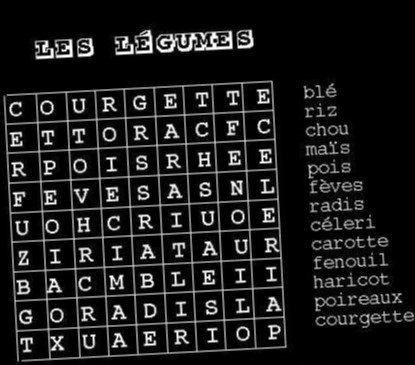 LES LÉGUMES
C O U R G E T T E
E T T O R A C F C
R P O I S R H E E
F E V E S A S N L
U O H C R I U O E
Z I R I A T A U R
B A C M B L E I I
G O R A D I S L A
T X U A E R I O P
blé
riz
chou
maïs
pois
fèves
radis
céleri
carotte
fenouil
haricot
poireaux
courgette